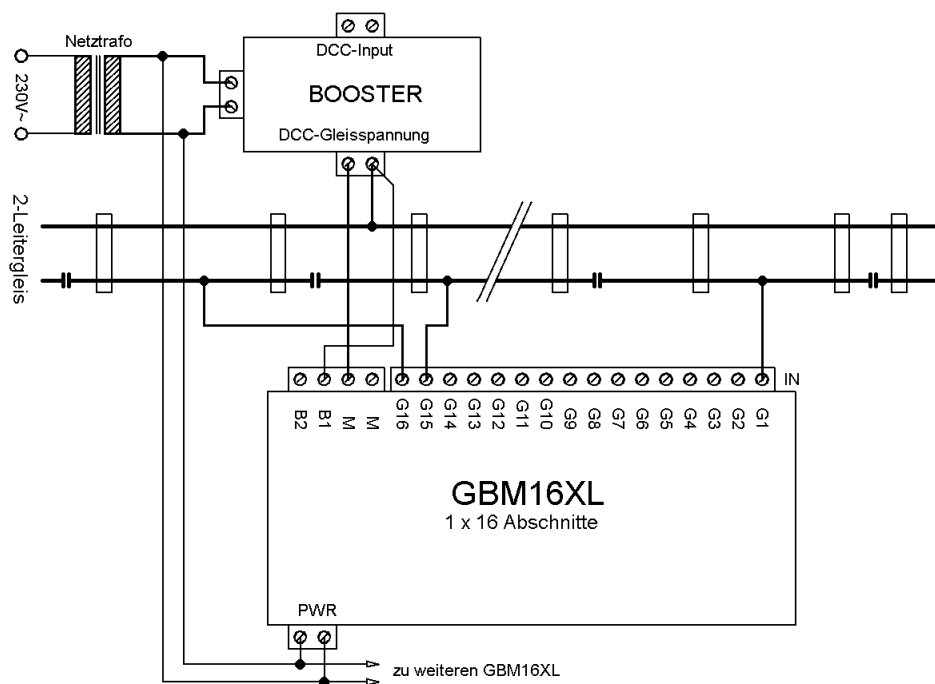 Netztrafo
230V~
DCC-Input
BOOSTER
DCC-Gleisspannung
2-Leitergleis
IN
B2 B1 M M G16 G15 G14 G13 G12 G11 G10 G9 G8 G7 G6 G5 G4 G3 G2 G1
GBM16XL
1 x 16 Abschnitte
PWR
zu weiteren GBM16XL